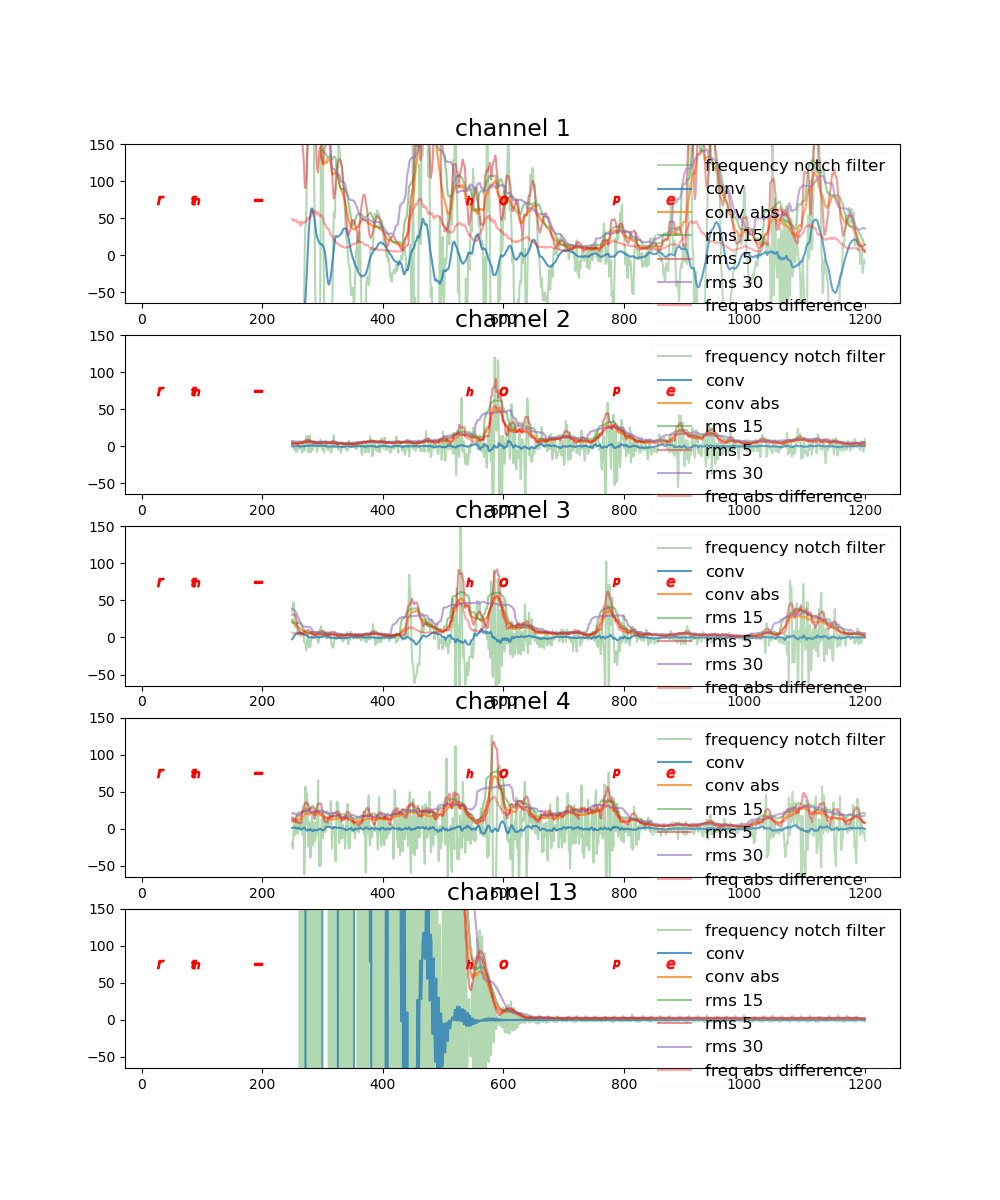 channel 1
150
100
50
0
−50
r th – h o p e
frequency notch filter
conv
conv abs
rms 15
rms 5
rms 30
freq abs difference
0 200 400 600 800 1000 1200
channel 2
150
100
50
0
−50
r th – h o p e
frequency notch filter
conv
conv abs
rms 15
rms 5
rms 30
freq abs difference
0 200 400 600 800 1000 1200
channel 3
150
100
50
0
−50
r th – h o p e
frequency notch filter
conv
conv abs
rms 15
rms 5
rms 30
freq abs difference
0 200 400 600 800 1000 1200
channel 4
150
100
50
0
−50
r th – h o p e
frequency notch filter
conv
conv abs
rms 15
rms 5
rms 30
freq abs difference
0 200 400 600 800 1000 1200
channel 13
150
100
50
0
−50
r th – h o p e
frequency notch filter
conv
conv abs
rms 15
rms 5
rms 30
freq abs difference
0 200 400 600 800 1000 1200